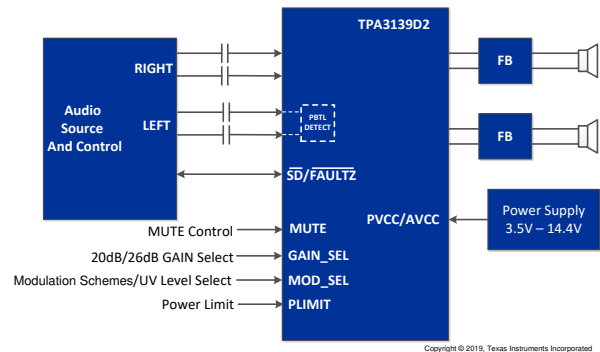 TPA3139D2
RIGHT
FB
Audio
Source
And Control
LEFT
PBTL
DETECT
FB
SD/FAULTZ
Power Supply
3.5V – 14.4V
PVCC/AVCC
MUTE Control
MUTE
20dB/26dB GAIN Select
GAIN_SEL
Modulation Schemes/UV Level Select
MOD_SEL
Power Limit
PLIMIT
Copyright © 2019, Texas Instruments Incorporated